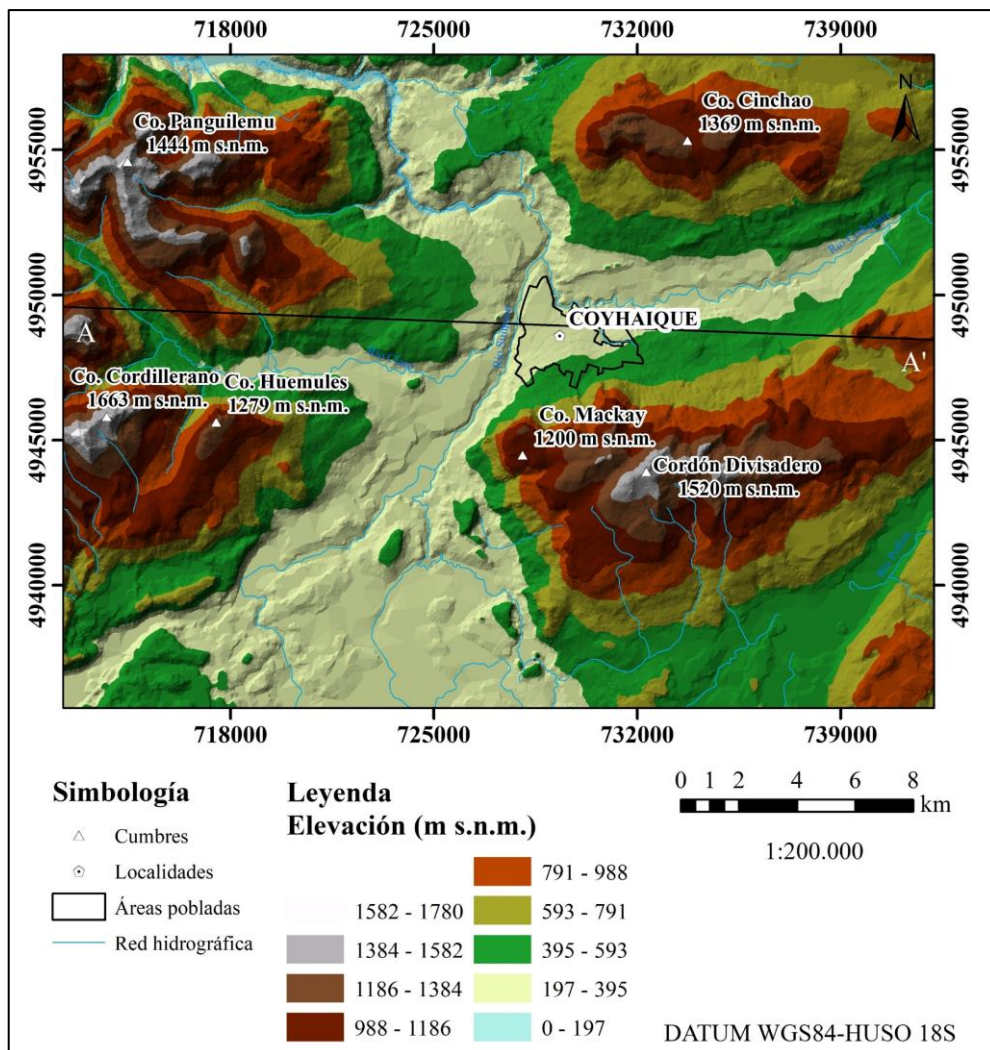 718000 725000 732000 739000
N
Co. Panguilemu
1444 m s.n.m.
Co. Cinchao
1369 m s.n.m.
4955000 4955000
4950000 4950000
Río Simpson
COYHAIQUE
A A'
Co. Cordillerano
1663 m s.n.m.
Co. Huemules
1279 m s.n.m.
Co. Mackay
1200 m s.n.m.
Cordón Divisadero
1520 m s.n.m.
4945000 4945000
4940000 4940000
718000 725000 732000 739000
Simbología
Cumbres
Localidades
Áreas pobladas
Red hidrográfica
Leyenda
Elevación (m s.n.m.)
1582 - 1780
1384 - 1582
1186 - 1384
988 - 1186
791 - 988
593 - 791
395 - 593
197 - 395
0 - 197
0 1 2 4 6 8
km
1:200.000
DATUM WGS84-HUSO 18S